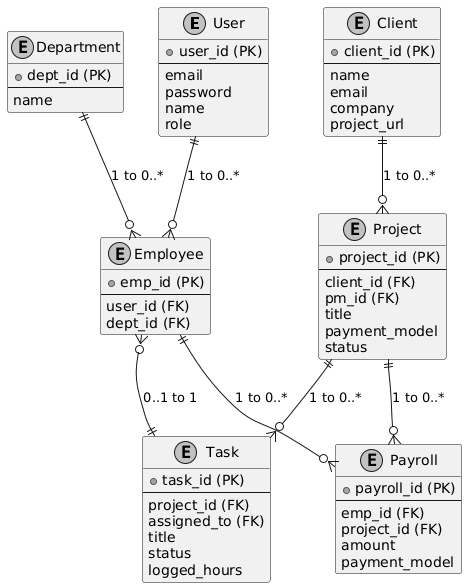 E Department
dept_id (PK)
name
E User
user_id (PK)
email
password
name
role
E Client
client_id (PK)
name
email
company
project_url
1 to 0..*
1 to 0..*
1 to 0..*
E Employee
emp_id (PK)
user_id (FK)
dept_id (FK)
E Project
project_id (PK)
client_id (FK)
pm_id (FK)
title
payment_model
status
0..1 to 1
1 to 0..*
1 to 0..*
1 to 0..*
E Task
task_id (PK)
project_id (FK)
assigned_to (FK)
title
status
logged_hours
E Payroll
payroll_id (PK)
emp_id (FK)
project_id (FK)
amount
payment_model